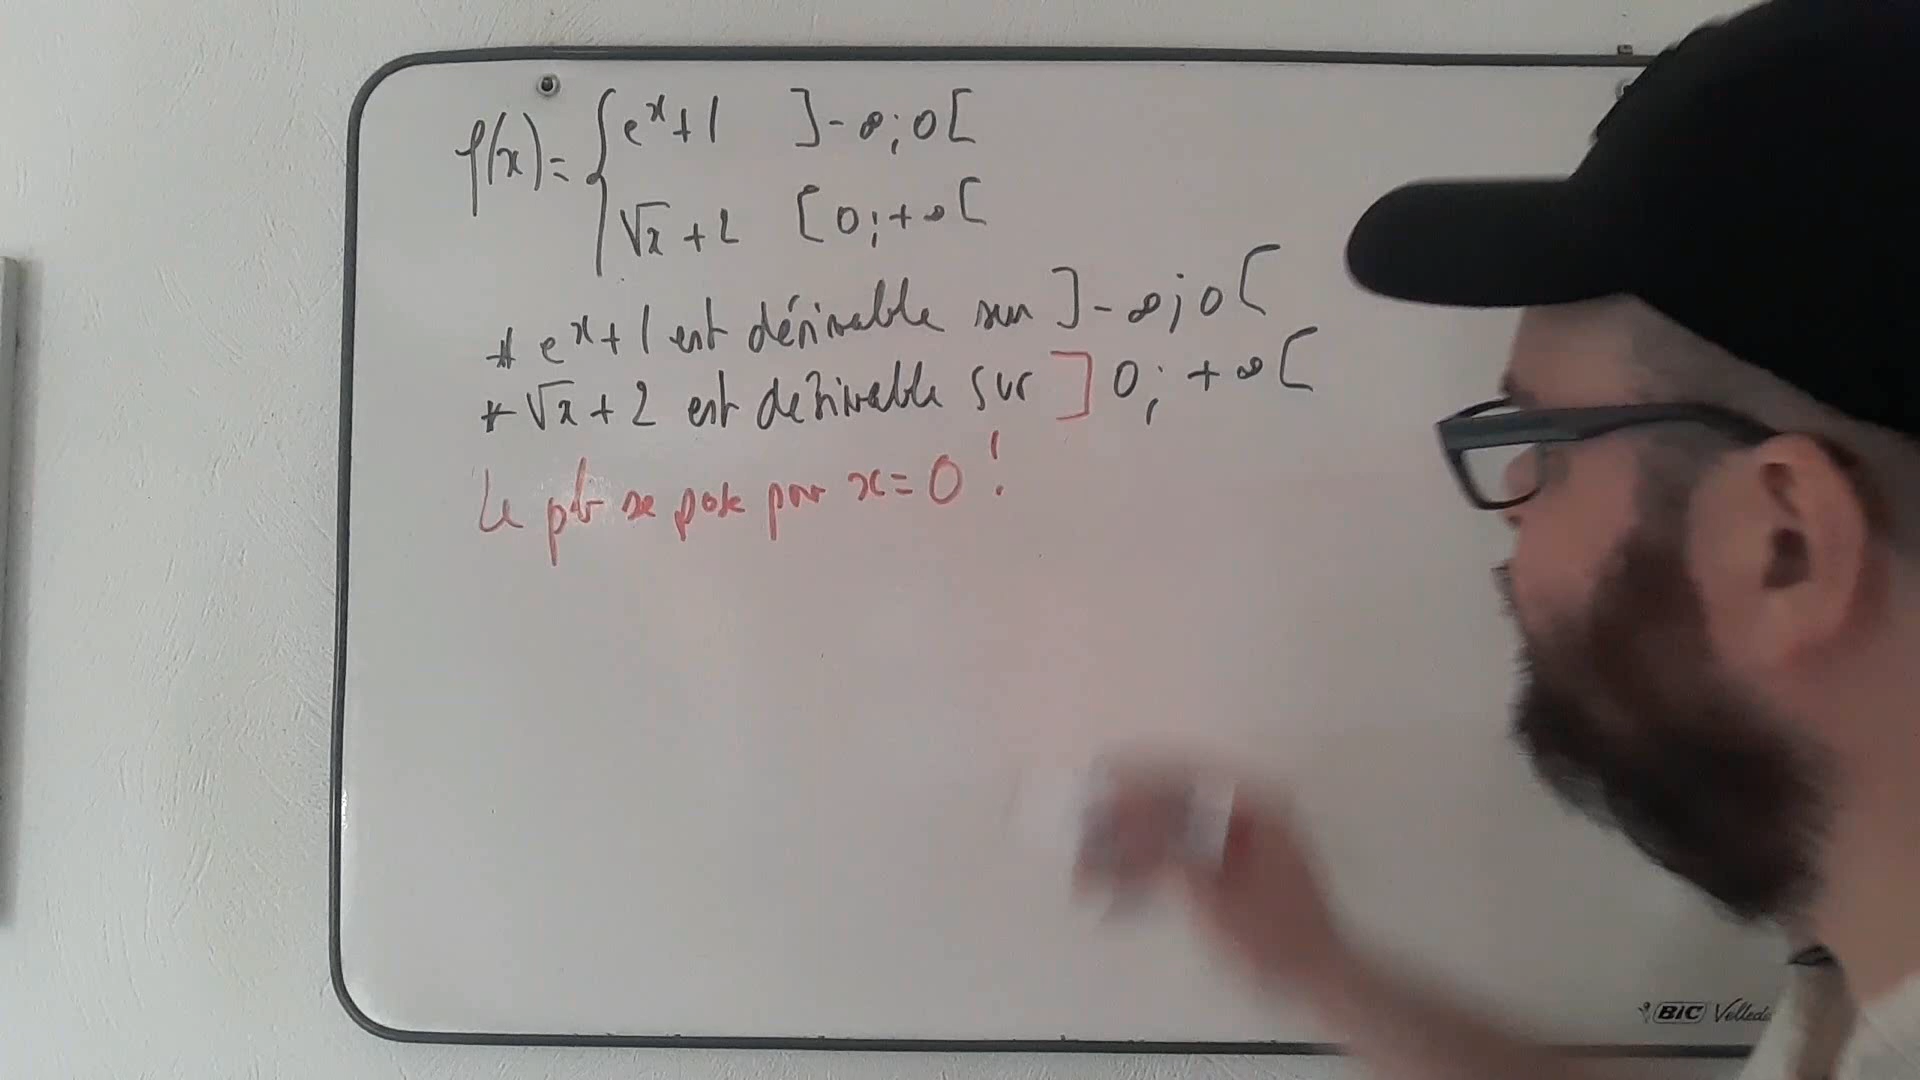 f(x) = { e^x + 1 ]-∞; 0[
√x + 2 [0; +∞[
* e^x + 1 est dérivable sur ]-∞; 0[
* √x + 2 est derivable sur ]0; +∞[
Le pb se pose pour x = 0 !
BIC Velleda